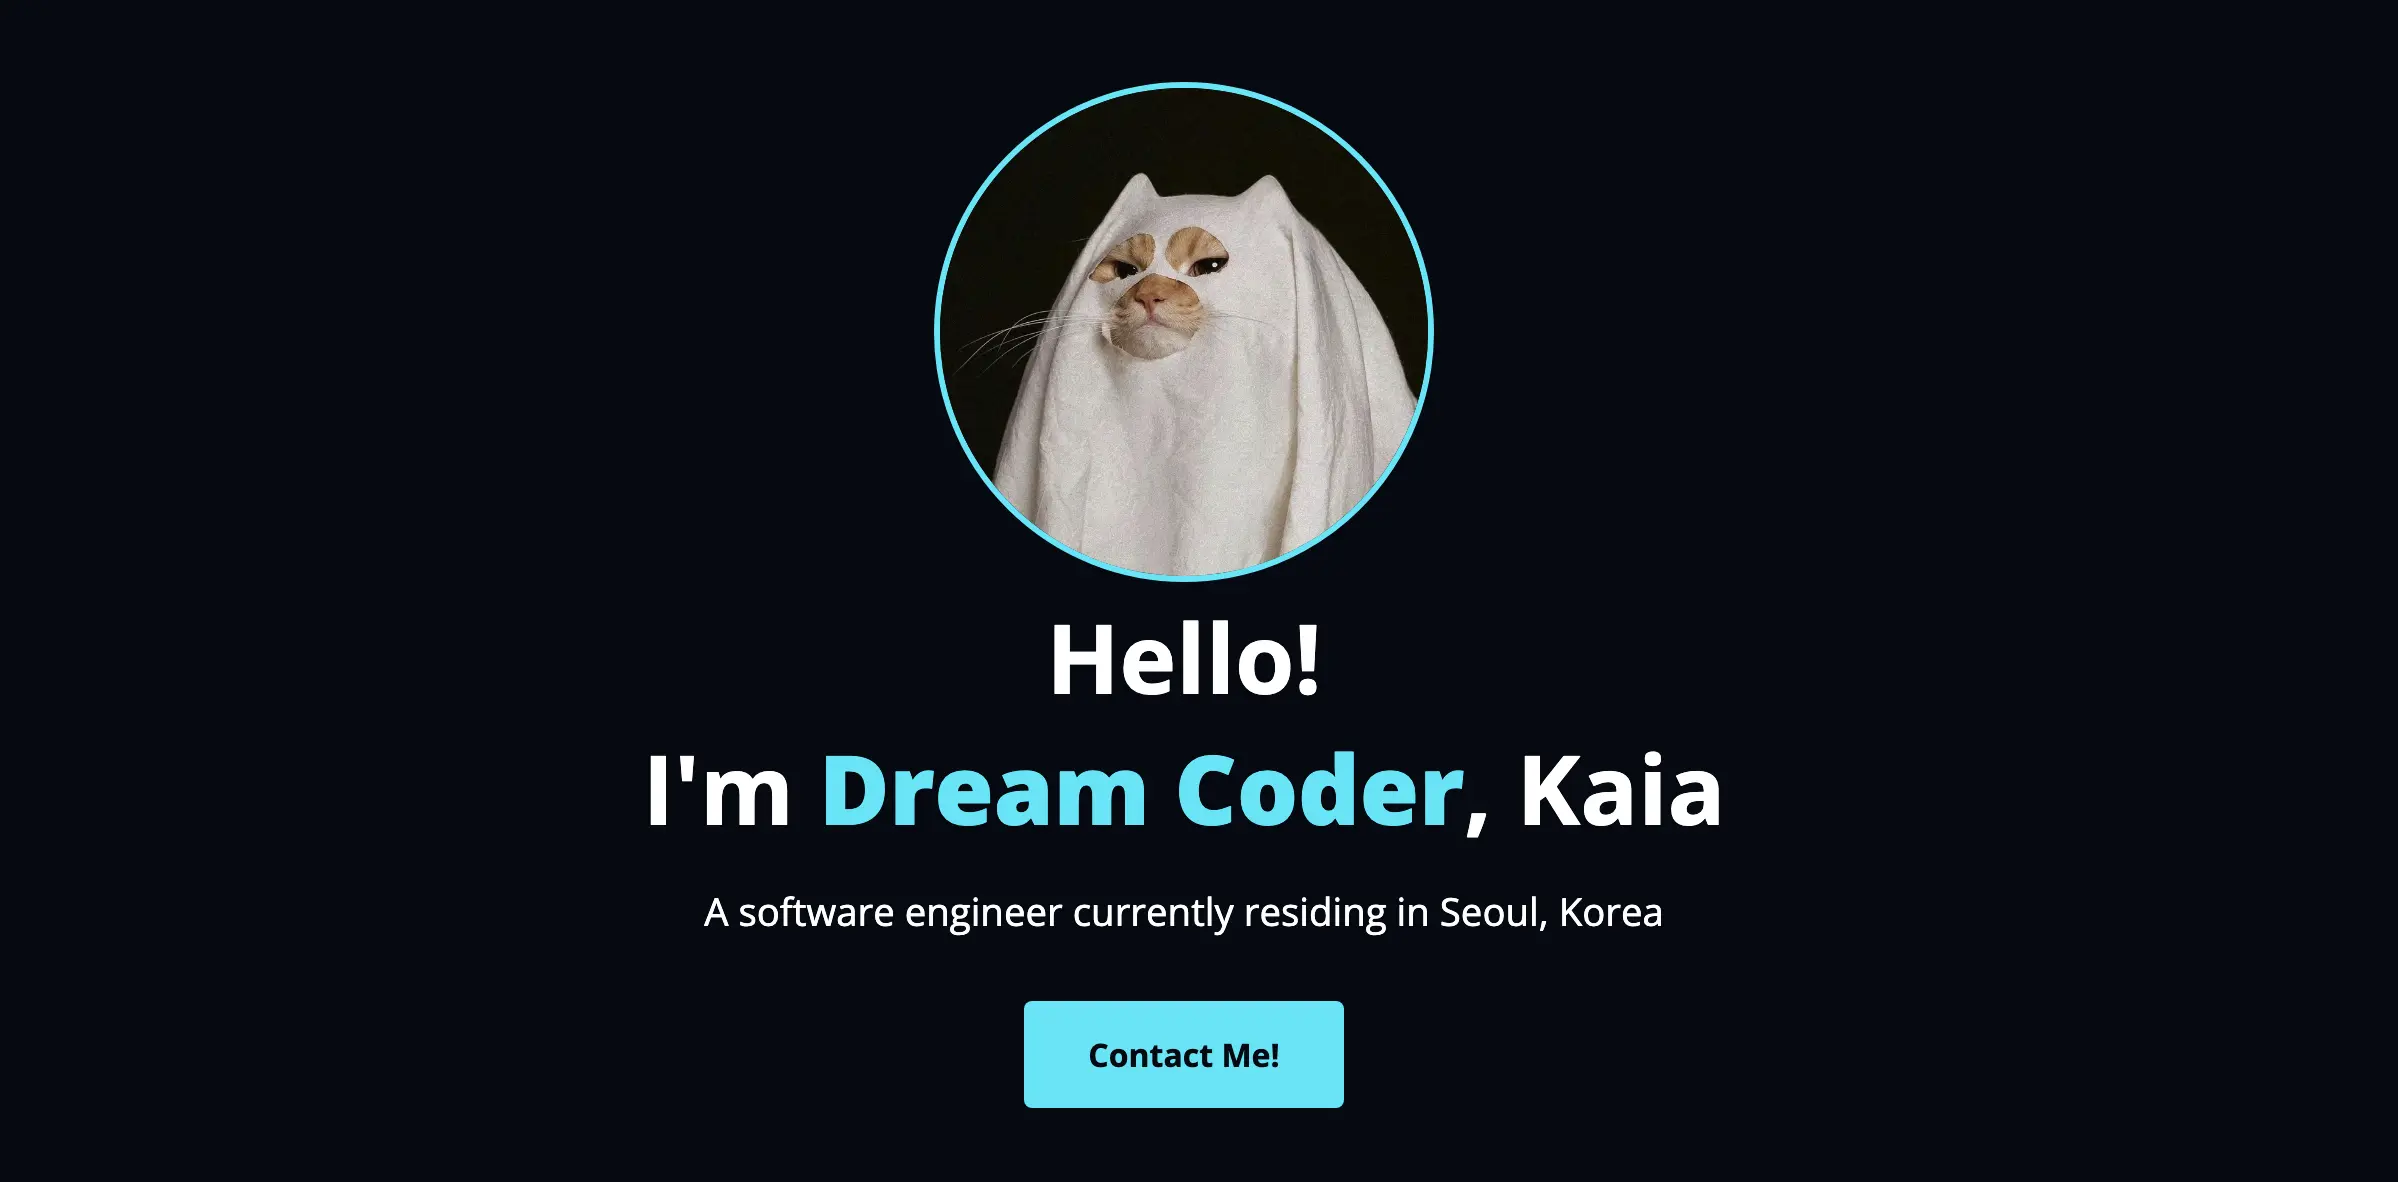 Hello!
I'm Dream Coder, Kaia
A software engineer currently residing in Seoul, Korea
Contact Me!